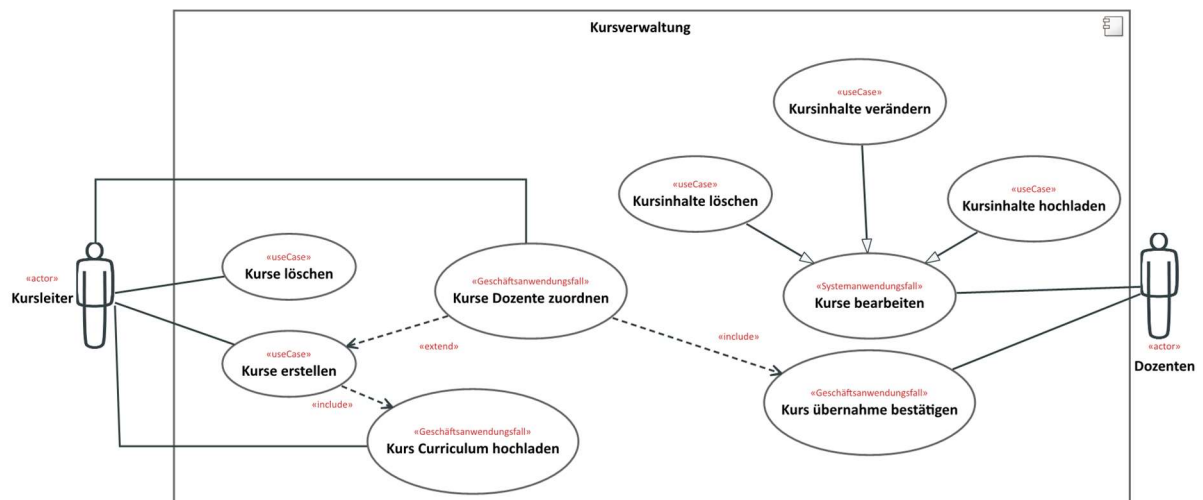 Kursverwaltung
«useCase»
Kursinhalte verändern
«useCase»
Kursinhalte löschen
«useCase»
Kursinhalte hochladen
«actor»
Kursleiter
«useCase»
Kurse löschen
«Geschäftsanwendungsfall»
Kurse Dozente zuordnen
«Systemanwendungsfall»
Kurse bearbeiten
«extend»
«include»
«useCase»
Kurse erstellen
«actor»
Dozenten
«include»
«Geschäftsanwendungsfall»
Kurs übernahme bestätigen
«Geschäftsanwendungsfall»
Kurs Curriculum hochladen